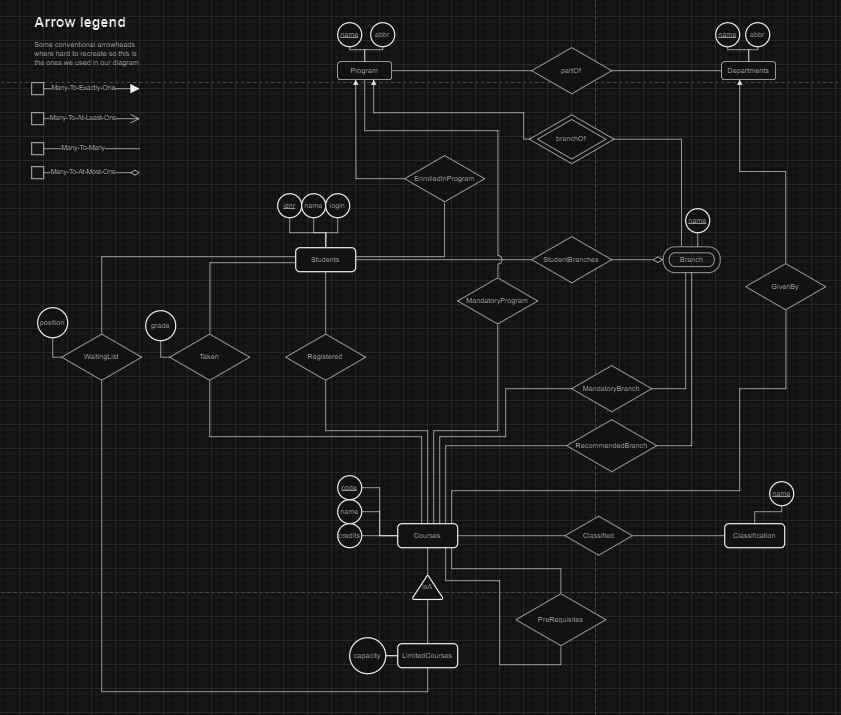 Arrow legend
Some conventional arrowheads
where hard to recreate so this is
the ones we used in our diagram
Many-To-Exactly-One
Many-To-At-Least-One
Many-To-Many
Many-To-At-Most-One
name
abbr
name
abbr
Program
partOf
Departments
branchOf
EnrolledInProgram
idnr
name
login
name
Students
StudentBranches
Branch
GivenBy
MandatoryProgram
position
grade
WaitingList
Taken
Registered
MandatoryBranch
RecommendedBranch
code
name
name
credits
Courses
Classified
Classification
isA
PreRequisites
capacity
LimitedCourses